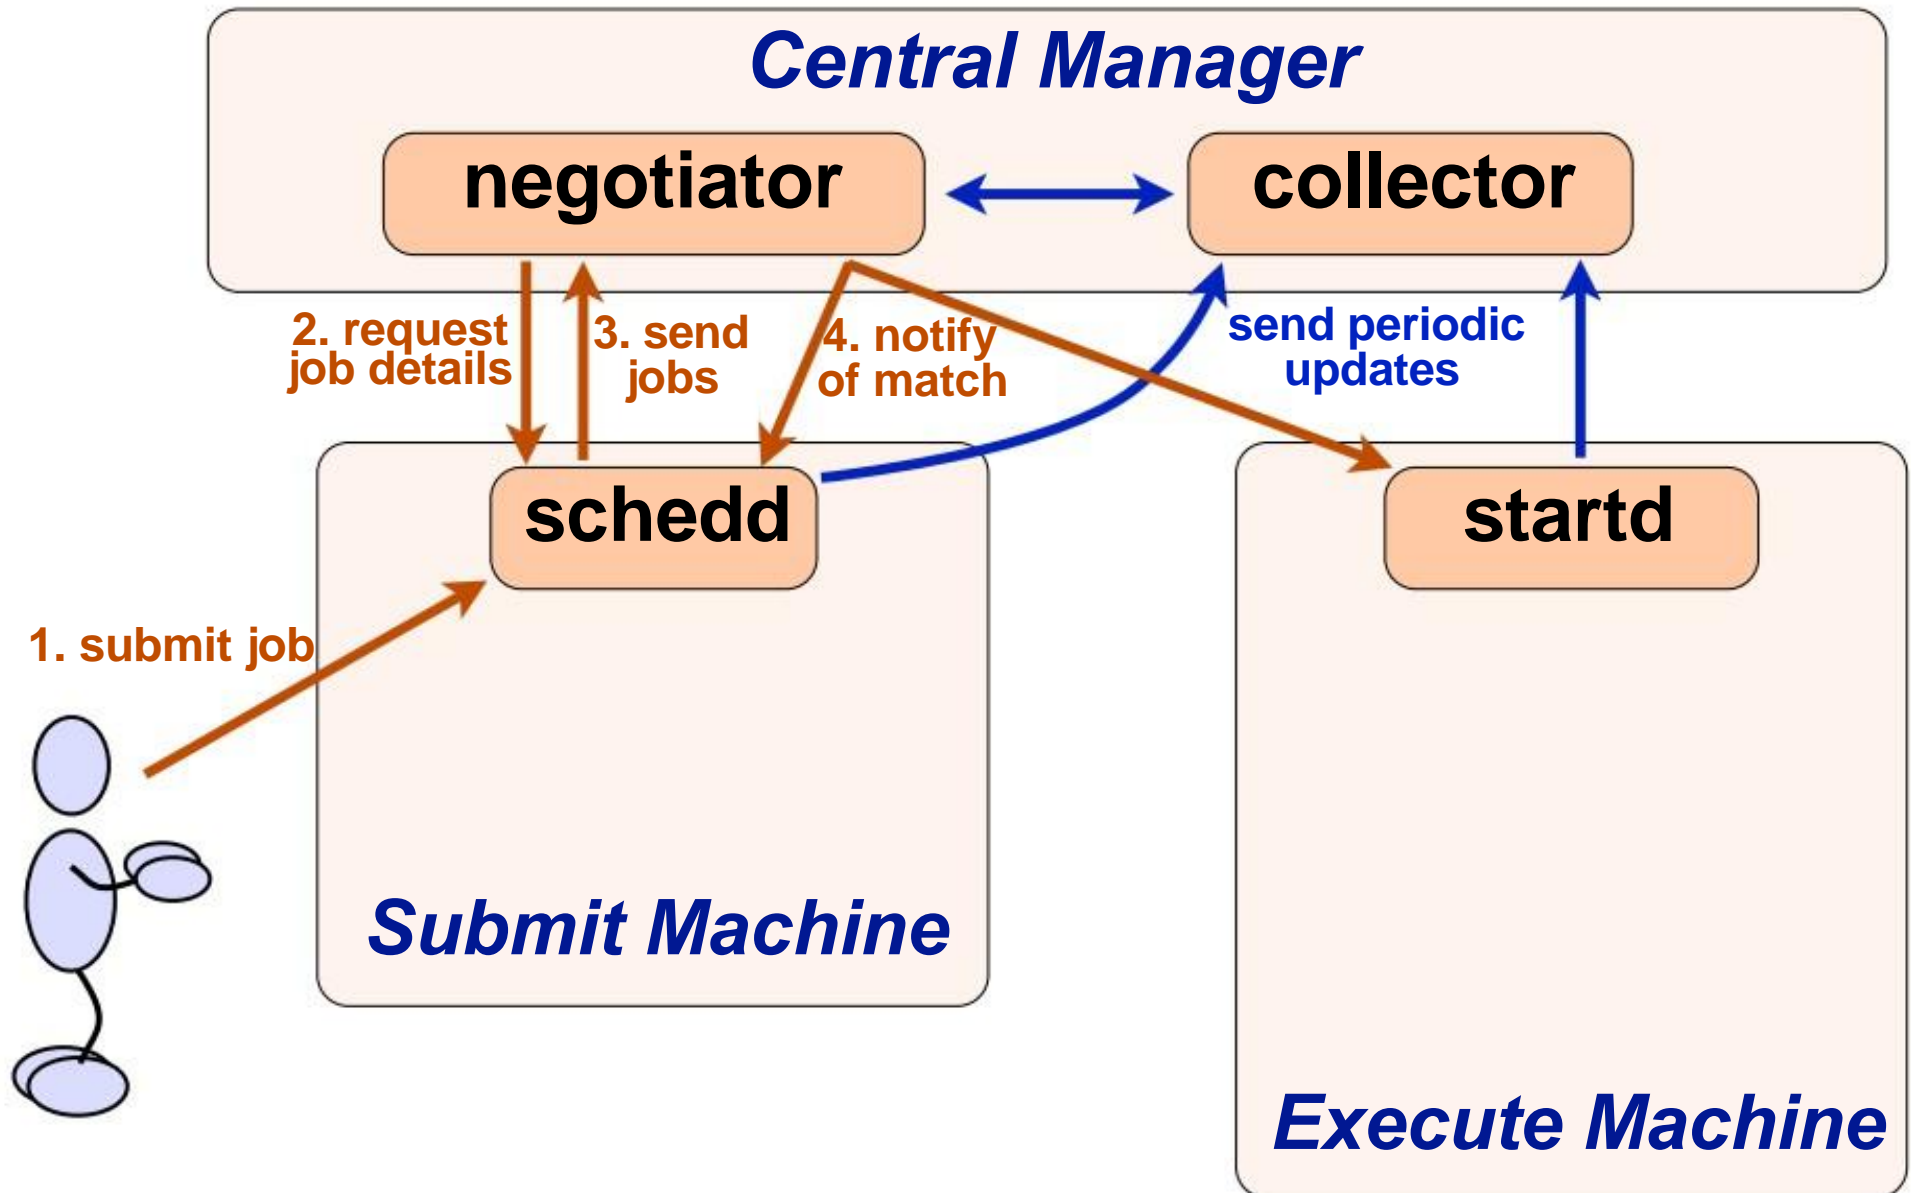 Central Manager
negotiator
collector
2. request
job details
3. send
jobs
4. notify
of match
send periodic
updates
schedd
startd
1. submit job
Submit Machine
Execute Machine